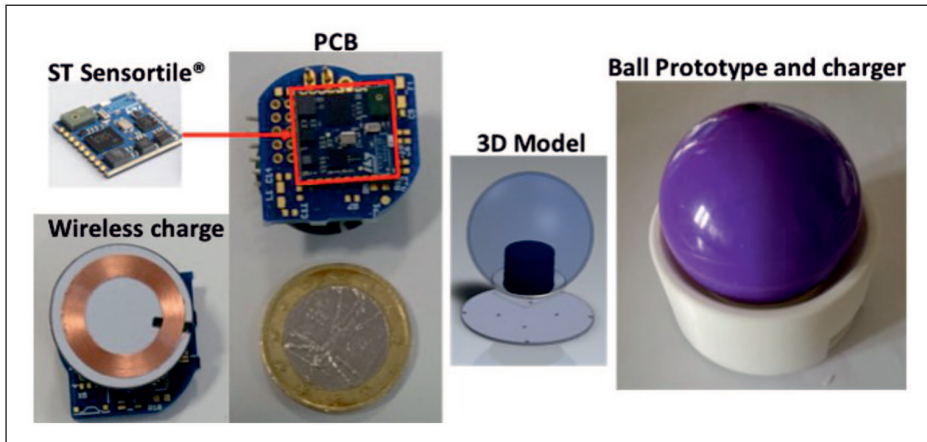 PCB
ST Sensortile®
Ball Prototype and charger
3D Model
Wireless charge